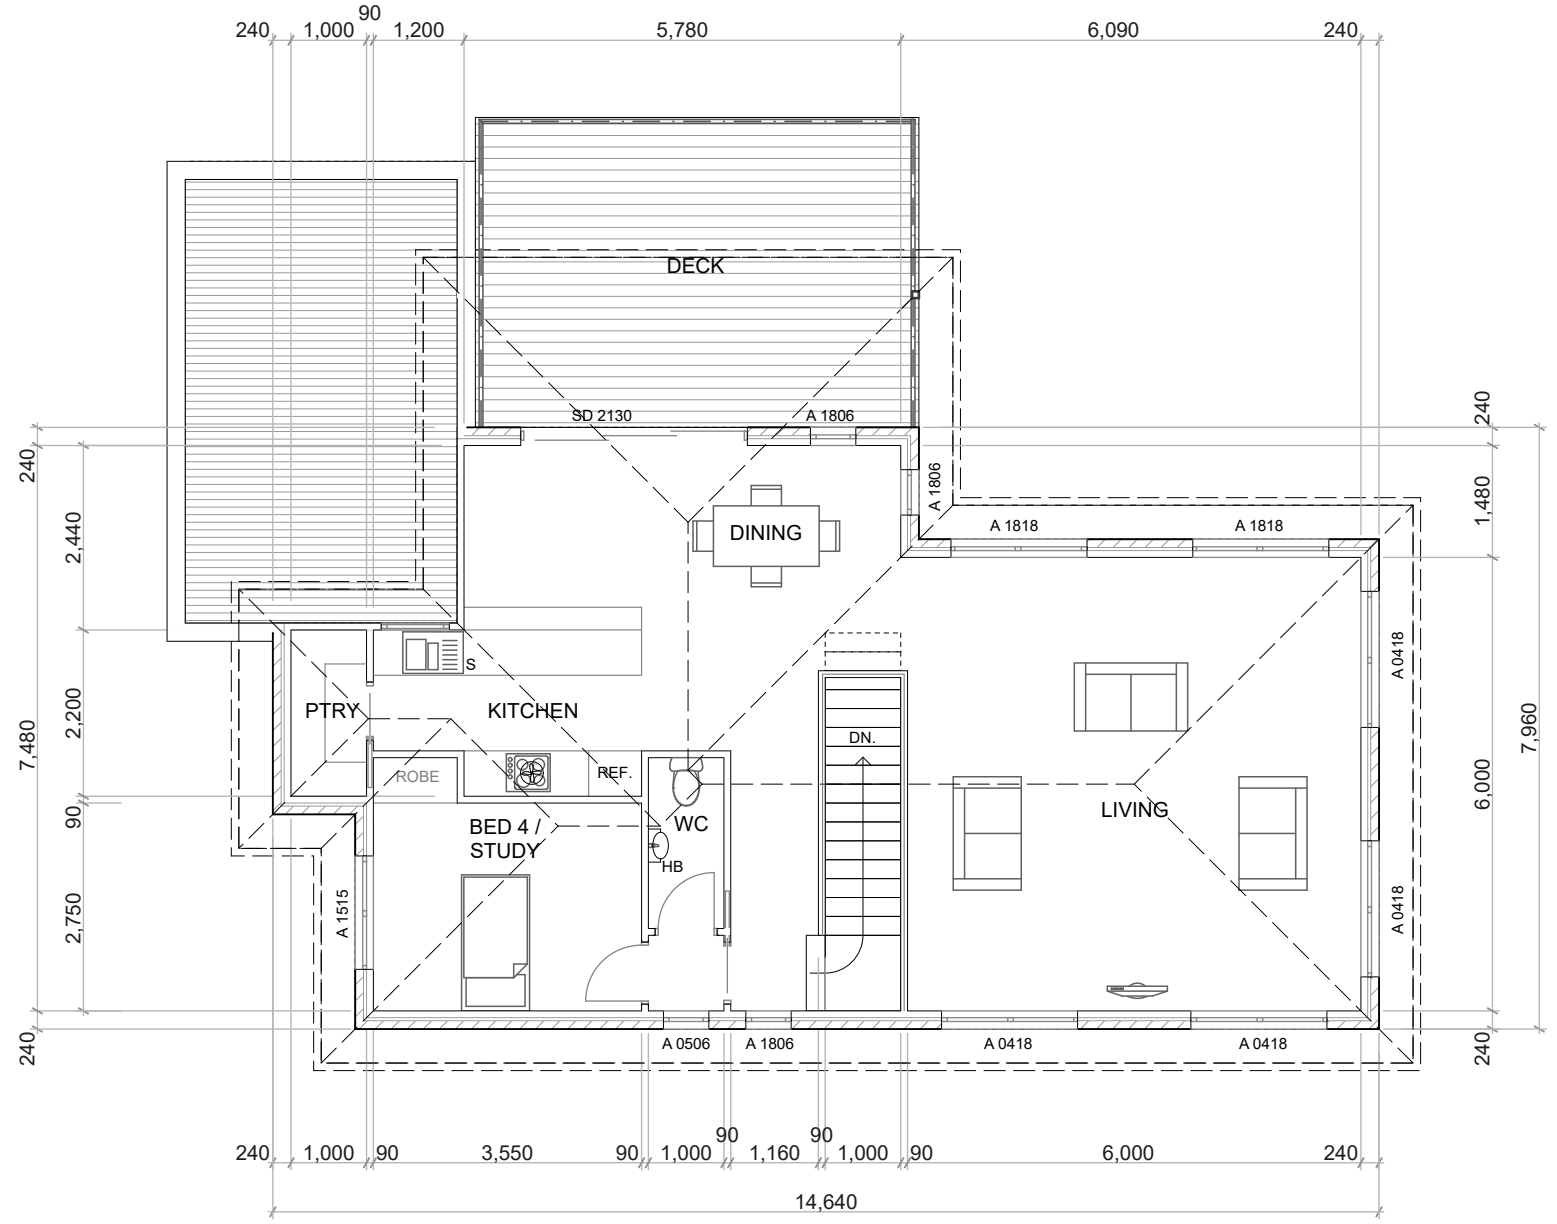 90
240
1,000
1,200
5,780
6,090
240
DECK
SD 2130
A 1806
A 1806
A 1818
A 1818
240
2,440
7,480
2,200
90
2,750
240
240
1,480
7,960
6,000
240
DINING
S
PTRY
KITCHEN
DN.
ROBE
REF.
A 0418
LIVING
BED 4 /
STUDY
WC
HB
A 1515
A 0418
A 0506
A 1806
A 0418
A 0418
90
90
240
1,000
90
3,550
90
1,000
1,160
1,000
90
6,000
240
14,640